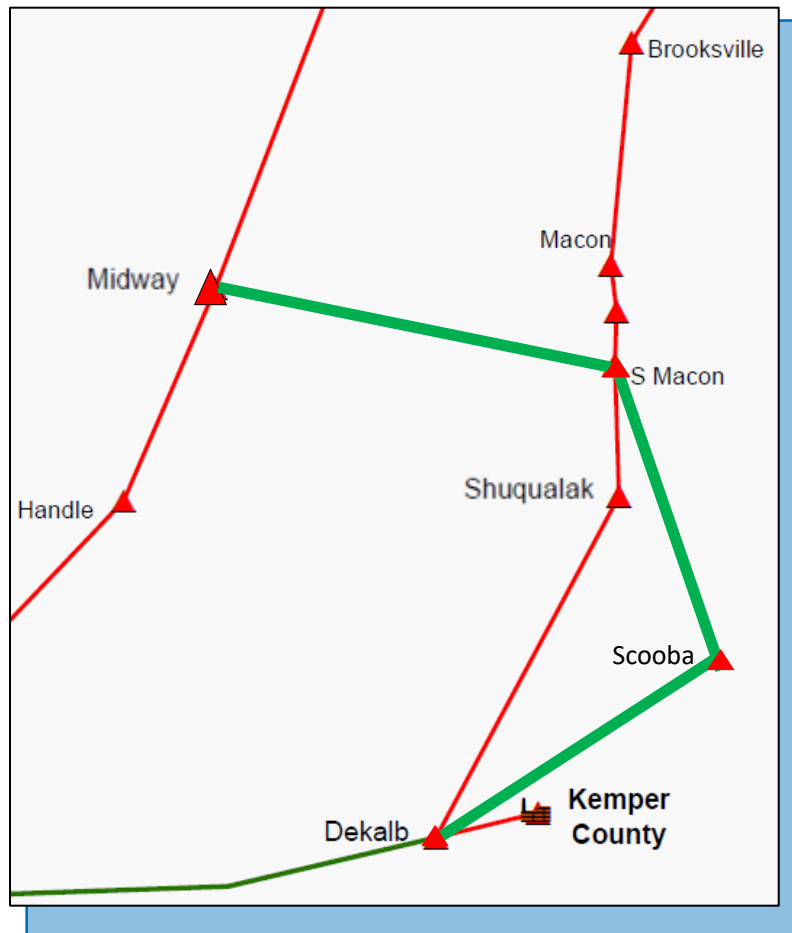 Brooksville
Macon
Midway
S Macon
Shuqualak
Handle
Scooba
Kemper
County
Dekalb